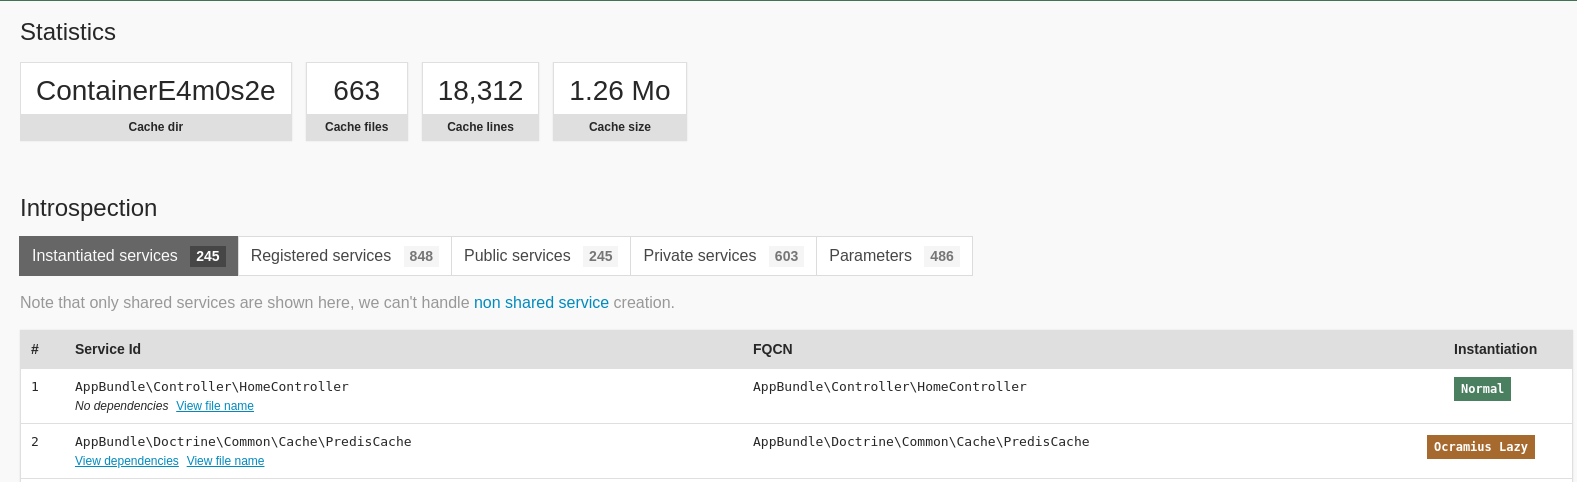 Statistics
ContainerE4m0s2e 663 18,312 1.26 Mo
Cache dir Cache files Cache lines Cache size
Introspection
Instantiated services 245 Registered services 848 Public services 245 Private services 603 Parameters 486
Note that only shared services are shown here, we can't handle non shared service creation.
# Service Id FQCN Instantiation
1 AppBundle\Controller\HomeController AppBundle\Controller\HomeController Normal
No dependencies View file name
2 AppBundle\Doctrine\Common\Cache\PredisCache AppBundle\Doctrine\Common\Cache\PredisCache Ocramius Lazy
View dependencies View file name